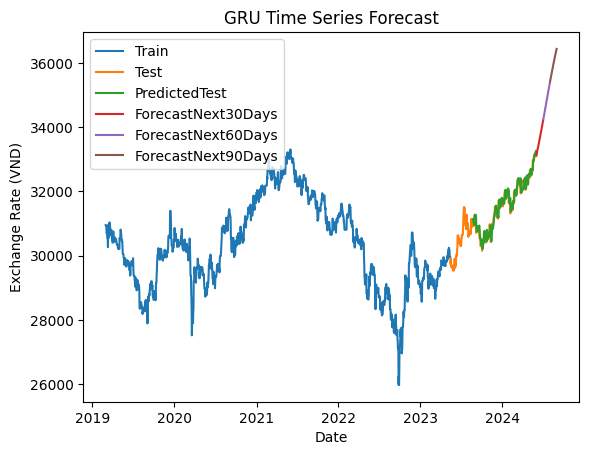 GRU Time Series Forecast
Train
Test
PredictedTest
ForecastNext30Days
ForecastNext60Days
ForecastNext90Days
Exchange Rate (VND)
36000
34000
32000
30000
28000
26000
2019 2020 2021 2022 2023 2024
Date